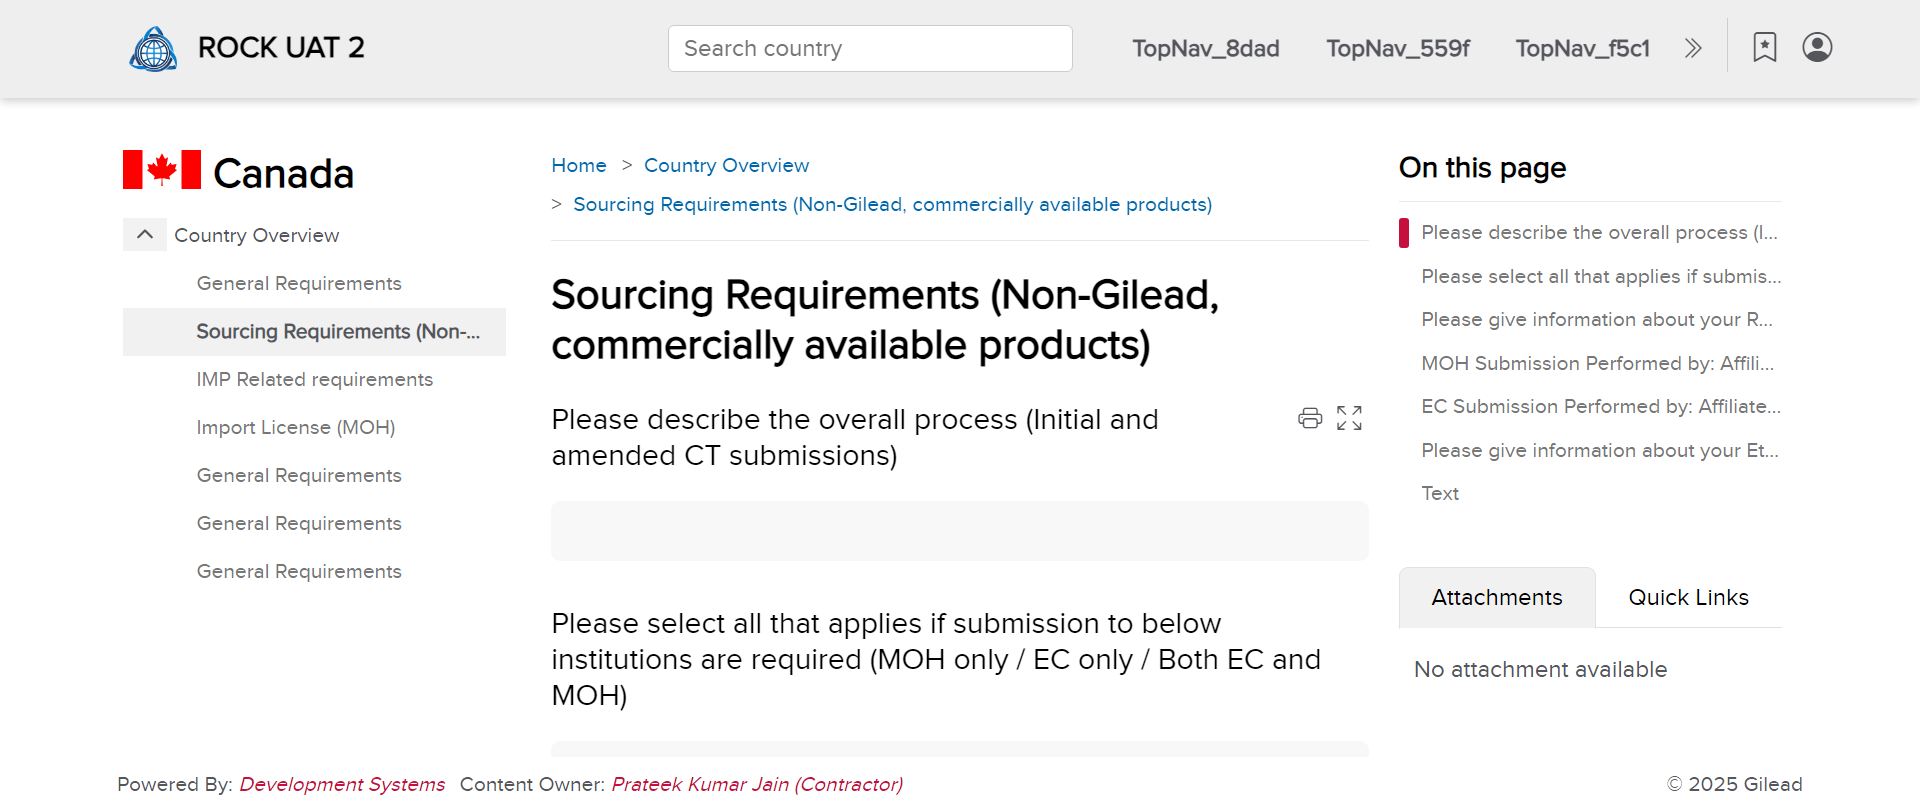 ROCK UAT 2
Search country
TopNav_8dad
TopNav_559f
TopNav_f5c1
Canada
Country Overview
General Requirements
Sourcing Requirements (Non-...
IMP Related requirements
Import License (MOH)
General Requirements
General Requirements
General Requirements
Home > Country Overview
> Sourcing Requirements (Non-Gilead, commercially available products)
Sourcing Requirements (Non-Gilead,
commercially available products)
Please describe the overall process (Initial and
amended CT submissions)
Please select all that applies if submission to below
institutions are required (MOH only / EC only / Both EC and
MOH)
On this page
Please describe the overall process (I...
Please select all that applies if submis...
Please give information about your R...
MOH Submission Performed by: Affili...
EC Submission Performed by: Affiliate...
Please give information about your Et...
Text
Attachments
Quick Links
No attachment available
Powered By: Development Systems Content Owner: Prateek Kumar Jain (Contractor)
© 2025 Gilead